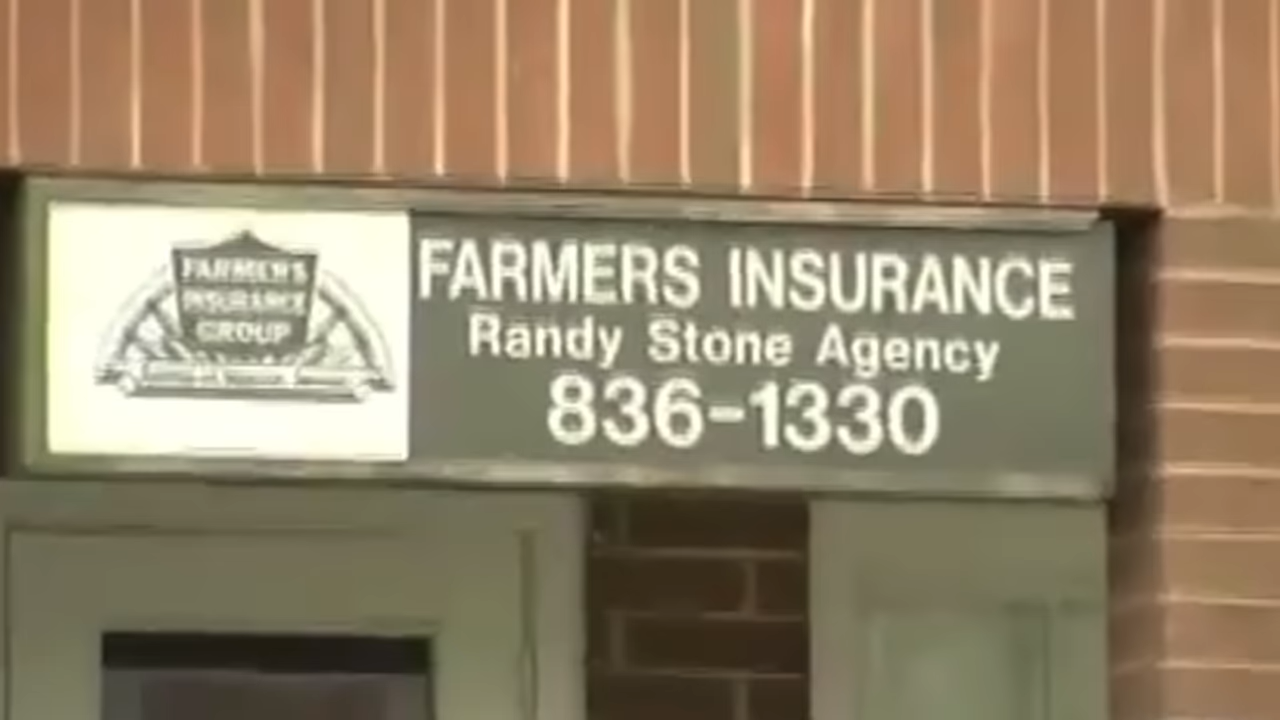 FARMERS
INSURANCE
GROUP
FARMERS INSURANCE
Randy Stone Agency
836-1330